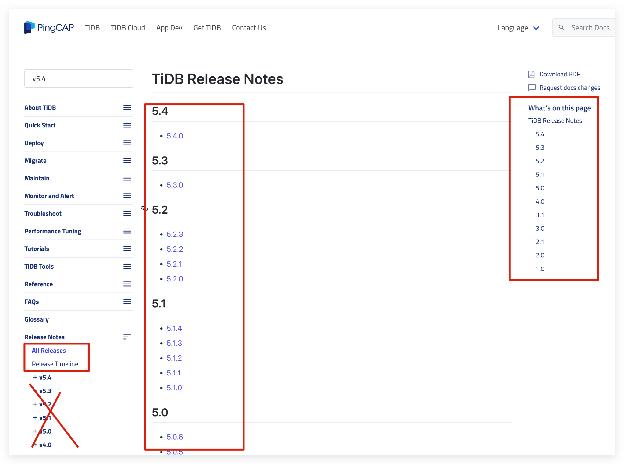 PingCAP TiDB TiDB Cloud App Dev Get TiDB Contact Us Language Search Docs
v5.4
About TiDB
Quick Start
Deploy
Migrate
Maintain
Monitor and Alert
Troubleshoot
Performance Tuning
Tutorials
TiDB Tools
Reference
FAQs
Glossary
Release Notes
All Releases
Release Timeline
+ v5.4
+ v5.3
+ v5.2
+ v5.1
+ v5.0
+ v4.0
TiDB Release Notes
5.4
• 5.4.0
5.3
• 5.3.0
5.2
• 5.2.3
• 5.2.2
• 5.2.1
• 5.2.0
5.1
• 5.1.4
• 5.1.3
• 5.1.2
• 5.1.1
• 5.1.0
5.0
• 5.0.6
• 5.0.5
Download PDF
Request docs changes
What's on this page
TiDB Release Notes
5.4
5.3
5.2
5.1
5.0
4.0
3.1
3.0
2.1
2.0
1.0